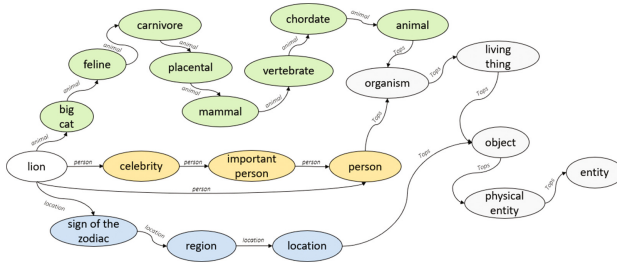 chordate
animal
animal
animal
carnivore
animal
living
thing
Tops
Tops
feline
animal
placental
animal
vertebrate
organism
animal
animal
mammal
animal
Tops
big
cat
Tops
object
animal
Tops
Tops
lion
person
celebrity
person
important
person
person
person
entity
person
Tops
physical
entity
location
sign of the
zodiac
location
region
location
location